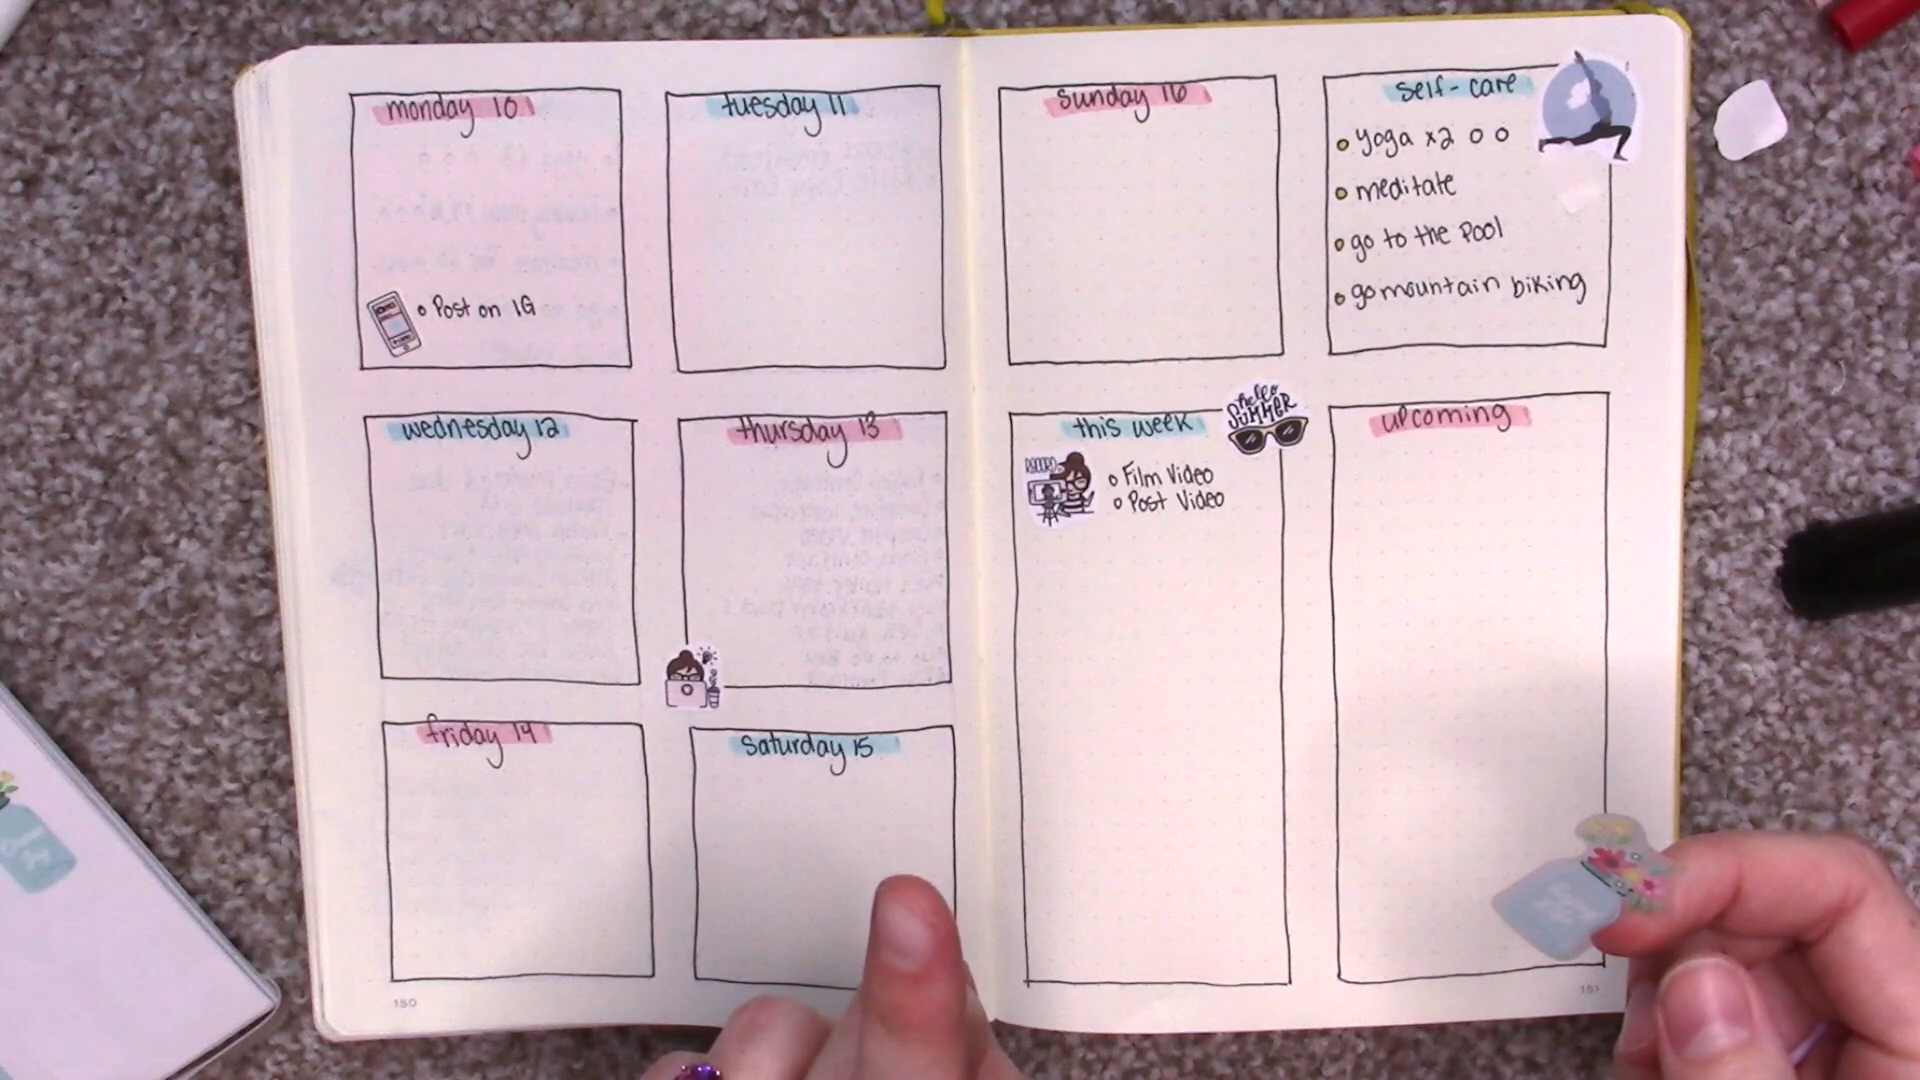 monday 10
Post on IG
tuesday 11
wednesday 12
thursday 13
friday 14
saturday 15
150
sunday 16
self-care
yoga x2
meditate
go to the pool
go mountain biking
this week
RECORD
Film Video
Post Video
hello
SUMMER
upcoming
151